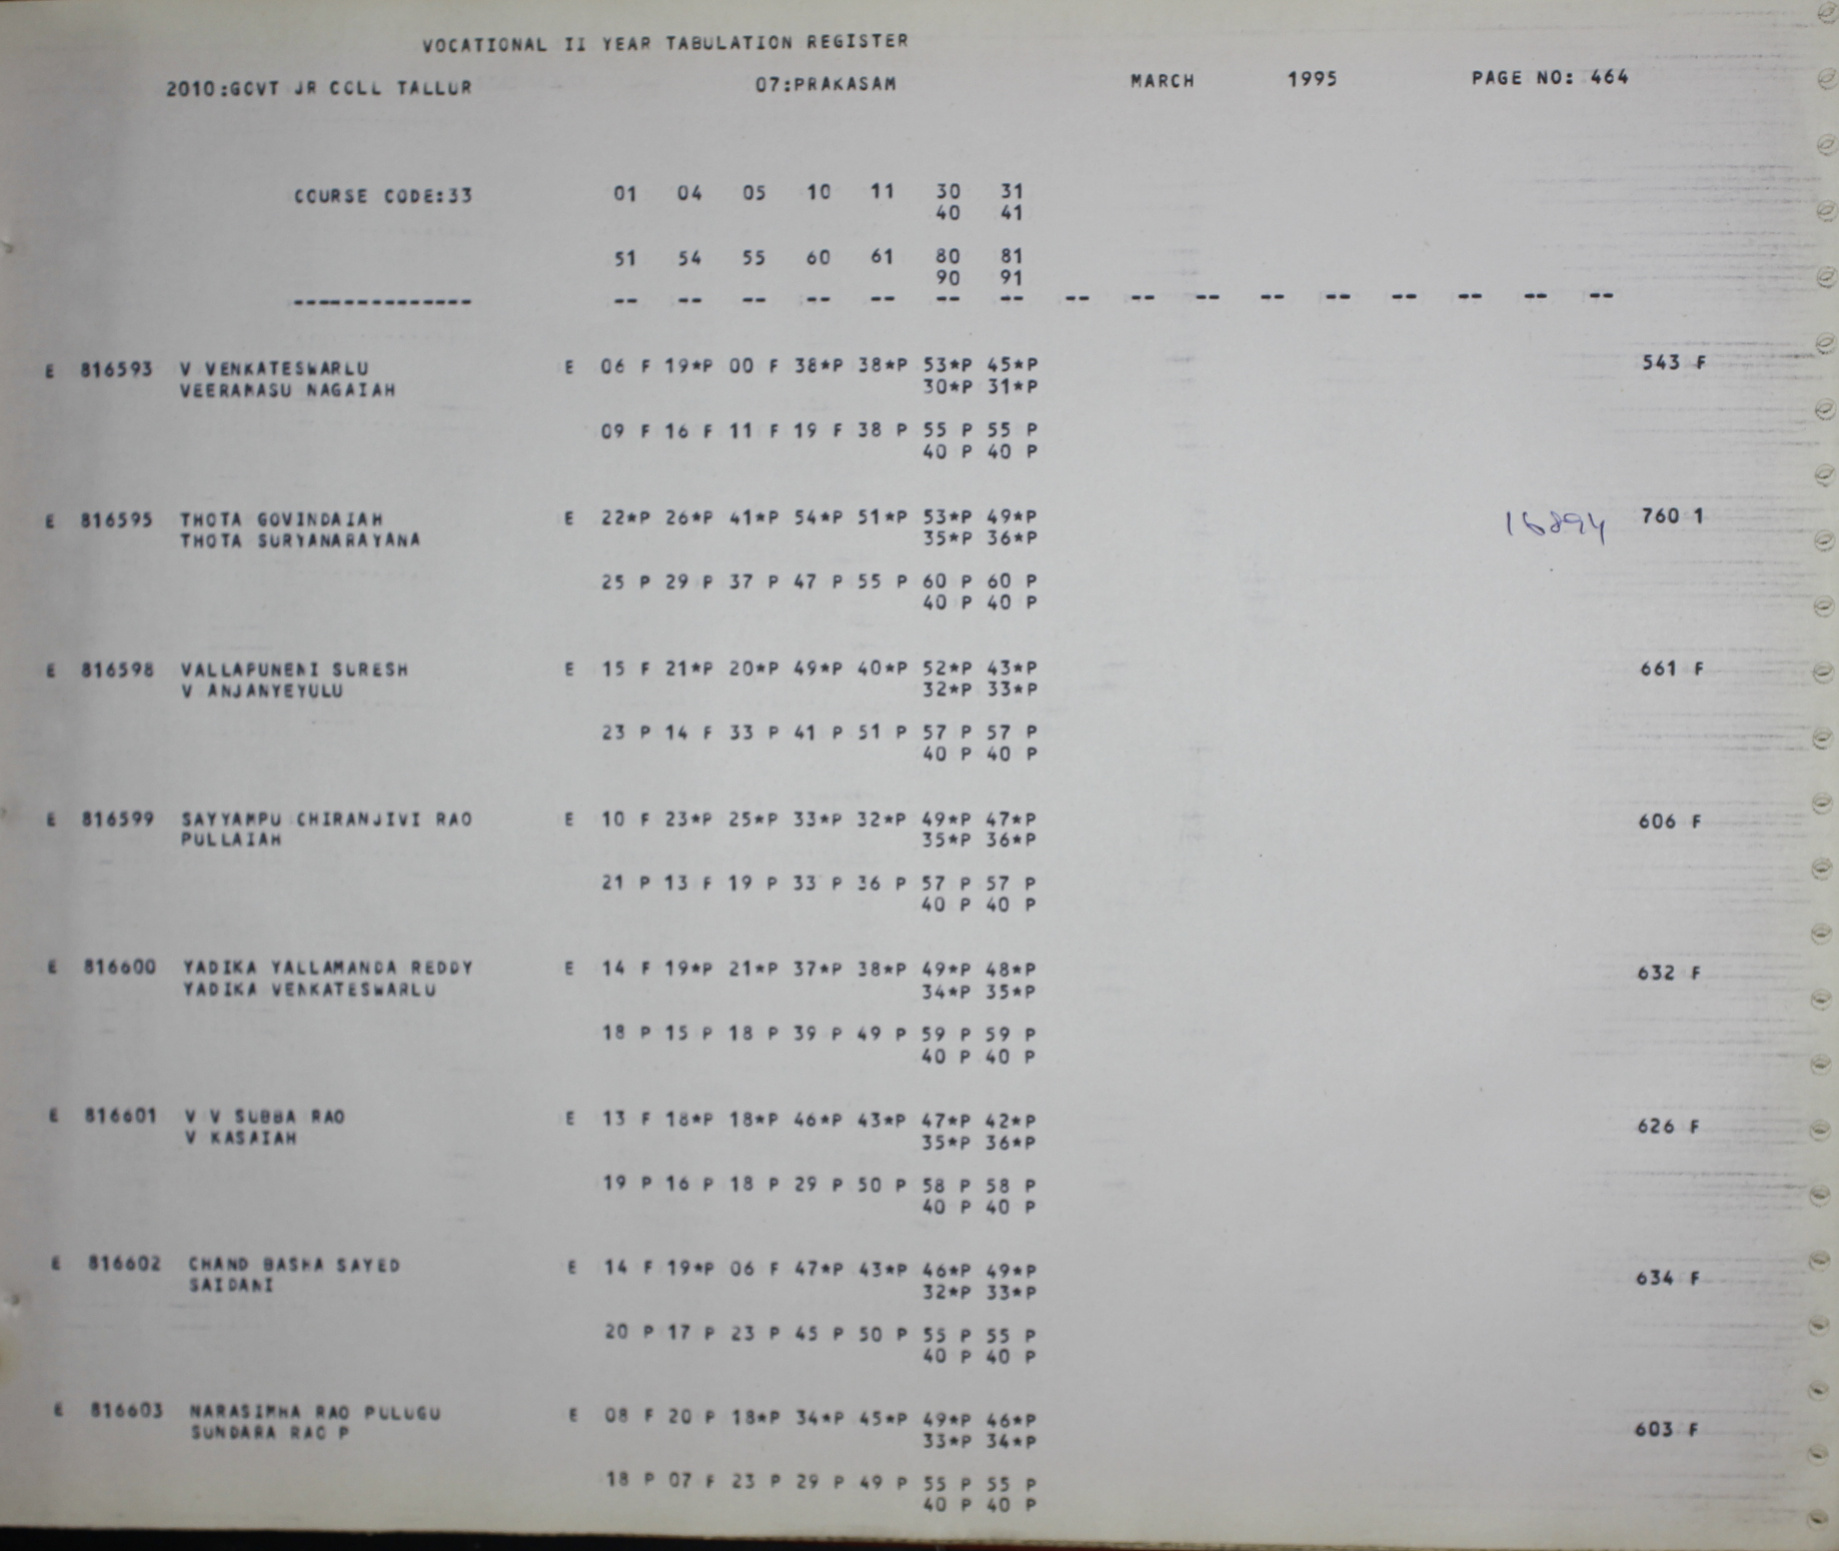 VOCATIONAL II YEAR TABULATION REGISTER
2010:GOVT JR COLL TALLUR 07:PRAKASAM MARCH 1995 PAGE NO: 464
COURSE CODE:33 01 04 05 10 11 30 31
40 41
51 54 55 60 61 80 81
90 91
-------------- -- -- -- -- -- -- -- -- -- -- -- -- -- -- -- --
E 816593 V VENKATESWARLU E 06 F 19*P 00 F 38*P 38*P 53*P 45*P 543 F
VEERAMASU NAGAIAH 30*P 31*P
09 F 16 F 11 F 19 F 38 P 55 P 55 P
40 P 40 P
E 816595 THOTA GOVINDAIAH E 22*P 26*P 41*P 54*P 51*P 53*P 49*P 16894 760 1
THOTA SURYANARAYANA 35*P 36*P
25 P 29 P 37 P 47 P 55 P 60 P 60 P
40 P 40 P
E 816598 VALLAPUNENI SURESH E 15 F 21*P 20*P 49*P 40*P 52*P 43*P 661 F
V ANJANYEYULU 32*P 33*P
23 P 14 F 33 P 41 P 51 P 57 P 57 P
40 P 40 P
E 816599 SAYYAMPU CHIRANJIVI RAO E 10 F 23*P 25*P 33*P 32*P 49*P 47*P 606 F
PULLAIAH 35*P 36*P
21 P 13 F 19 P 33 P 36 P 57 P 57 P
40 P 40 P
E 816600 YADIKA YALLAMANDA REDDY E 14 F 19*P 21*P 37*P 38*P 49*P 48*P 632 F
YADIKA VENKATESWARLU 34*P 35*P
18 P 15 P 18 P 39 P 49 P 59 P 59 P
40 P 40 P
E 816601 V V SUBBA RAO E 13 F 18*P 18*P 46*P 43*P 47*P 42*P 626 F
V KASAIAH 35*P 36*P
19 P 16 P 18 P 29 P 50 P 58 P 58 P
40 P 40 P
E 816602 CHAND BASHA SAYED E 14 F 19*P 06 F 47*P 43*P 46*P 49*P 634 F
SAIDANI 32*P 33*P
20 P 17 P 23 P 45 P 50 P 55 P 55 P
40 P 40 P
E 816603 NARASIMHA RAO PULUGU E 08 F 20 P 18*P 34*P 45*P 49*P 46*P 603 F
SUNDARA RAO P 33*P 34*P
18 P 07 F 23 P 29 P 49 P 55 P 55 P
40 P 40 P